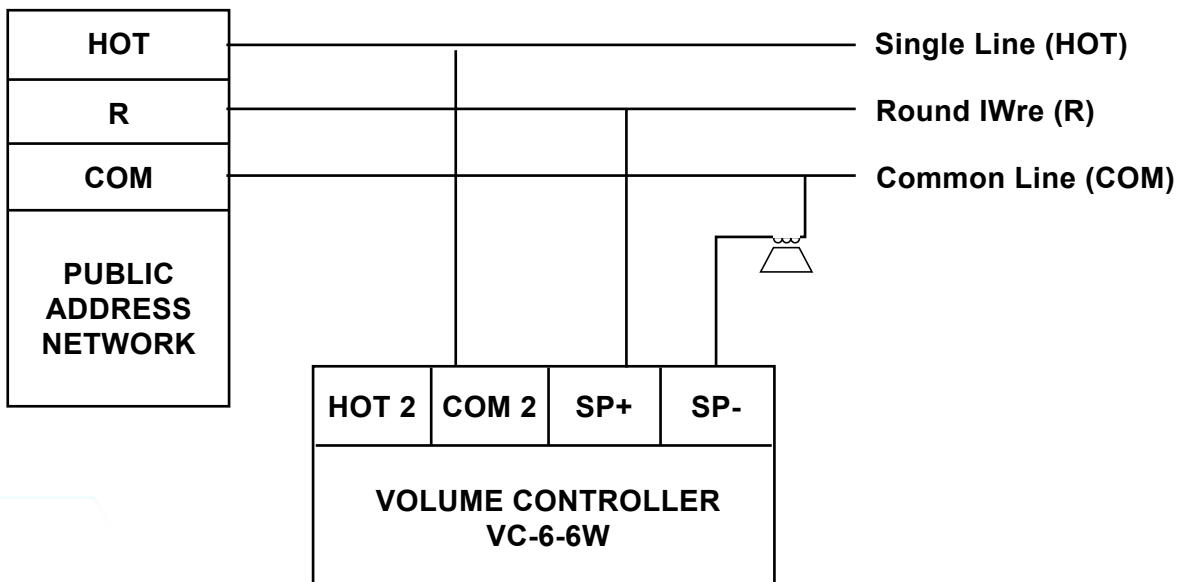 HOT
Single Line (HOT)
R
Round IWre (R)
COM
Common Line (COM)
PUBLIC
ADDRESS
NETWORK
HOT 2
COM 2
SP+
SP-
VOLUME CONTROLLER
VC-6-6W